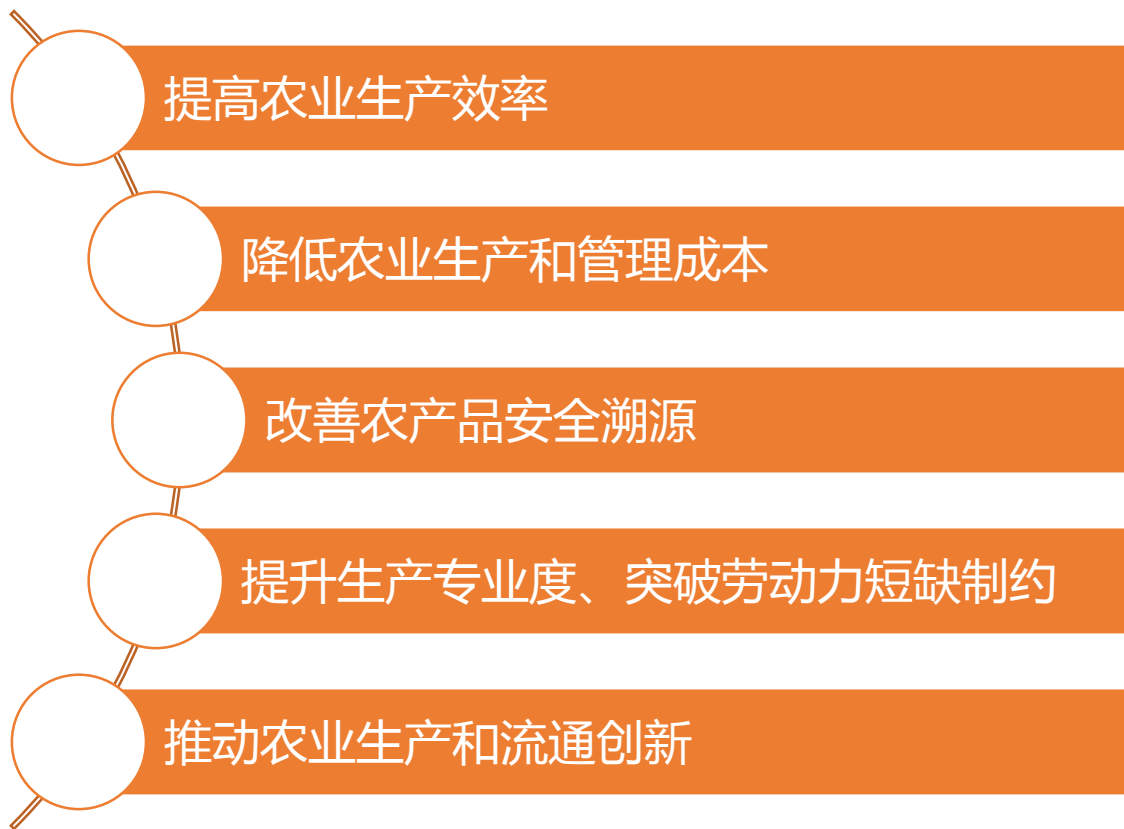 提高农业生产效率
降低农业生产和管理成本
改善农产品安全溯源
提升生产专业度、突破劳动力短缺制约
推动农业生产和流通创新